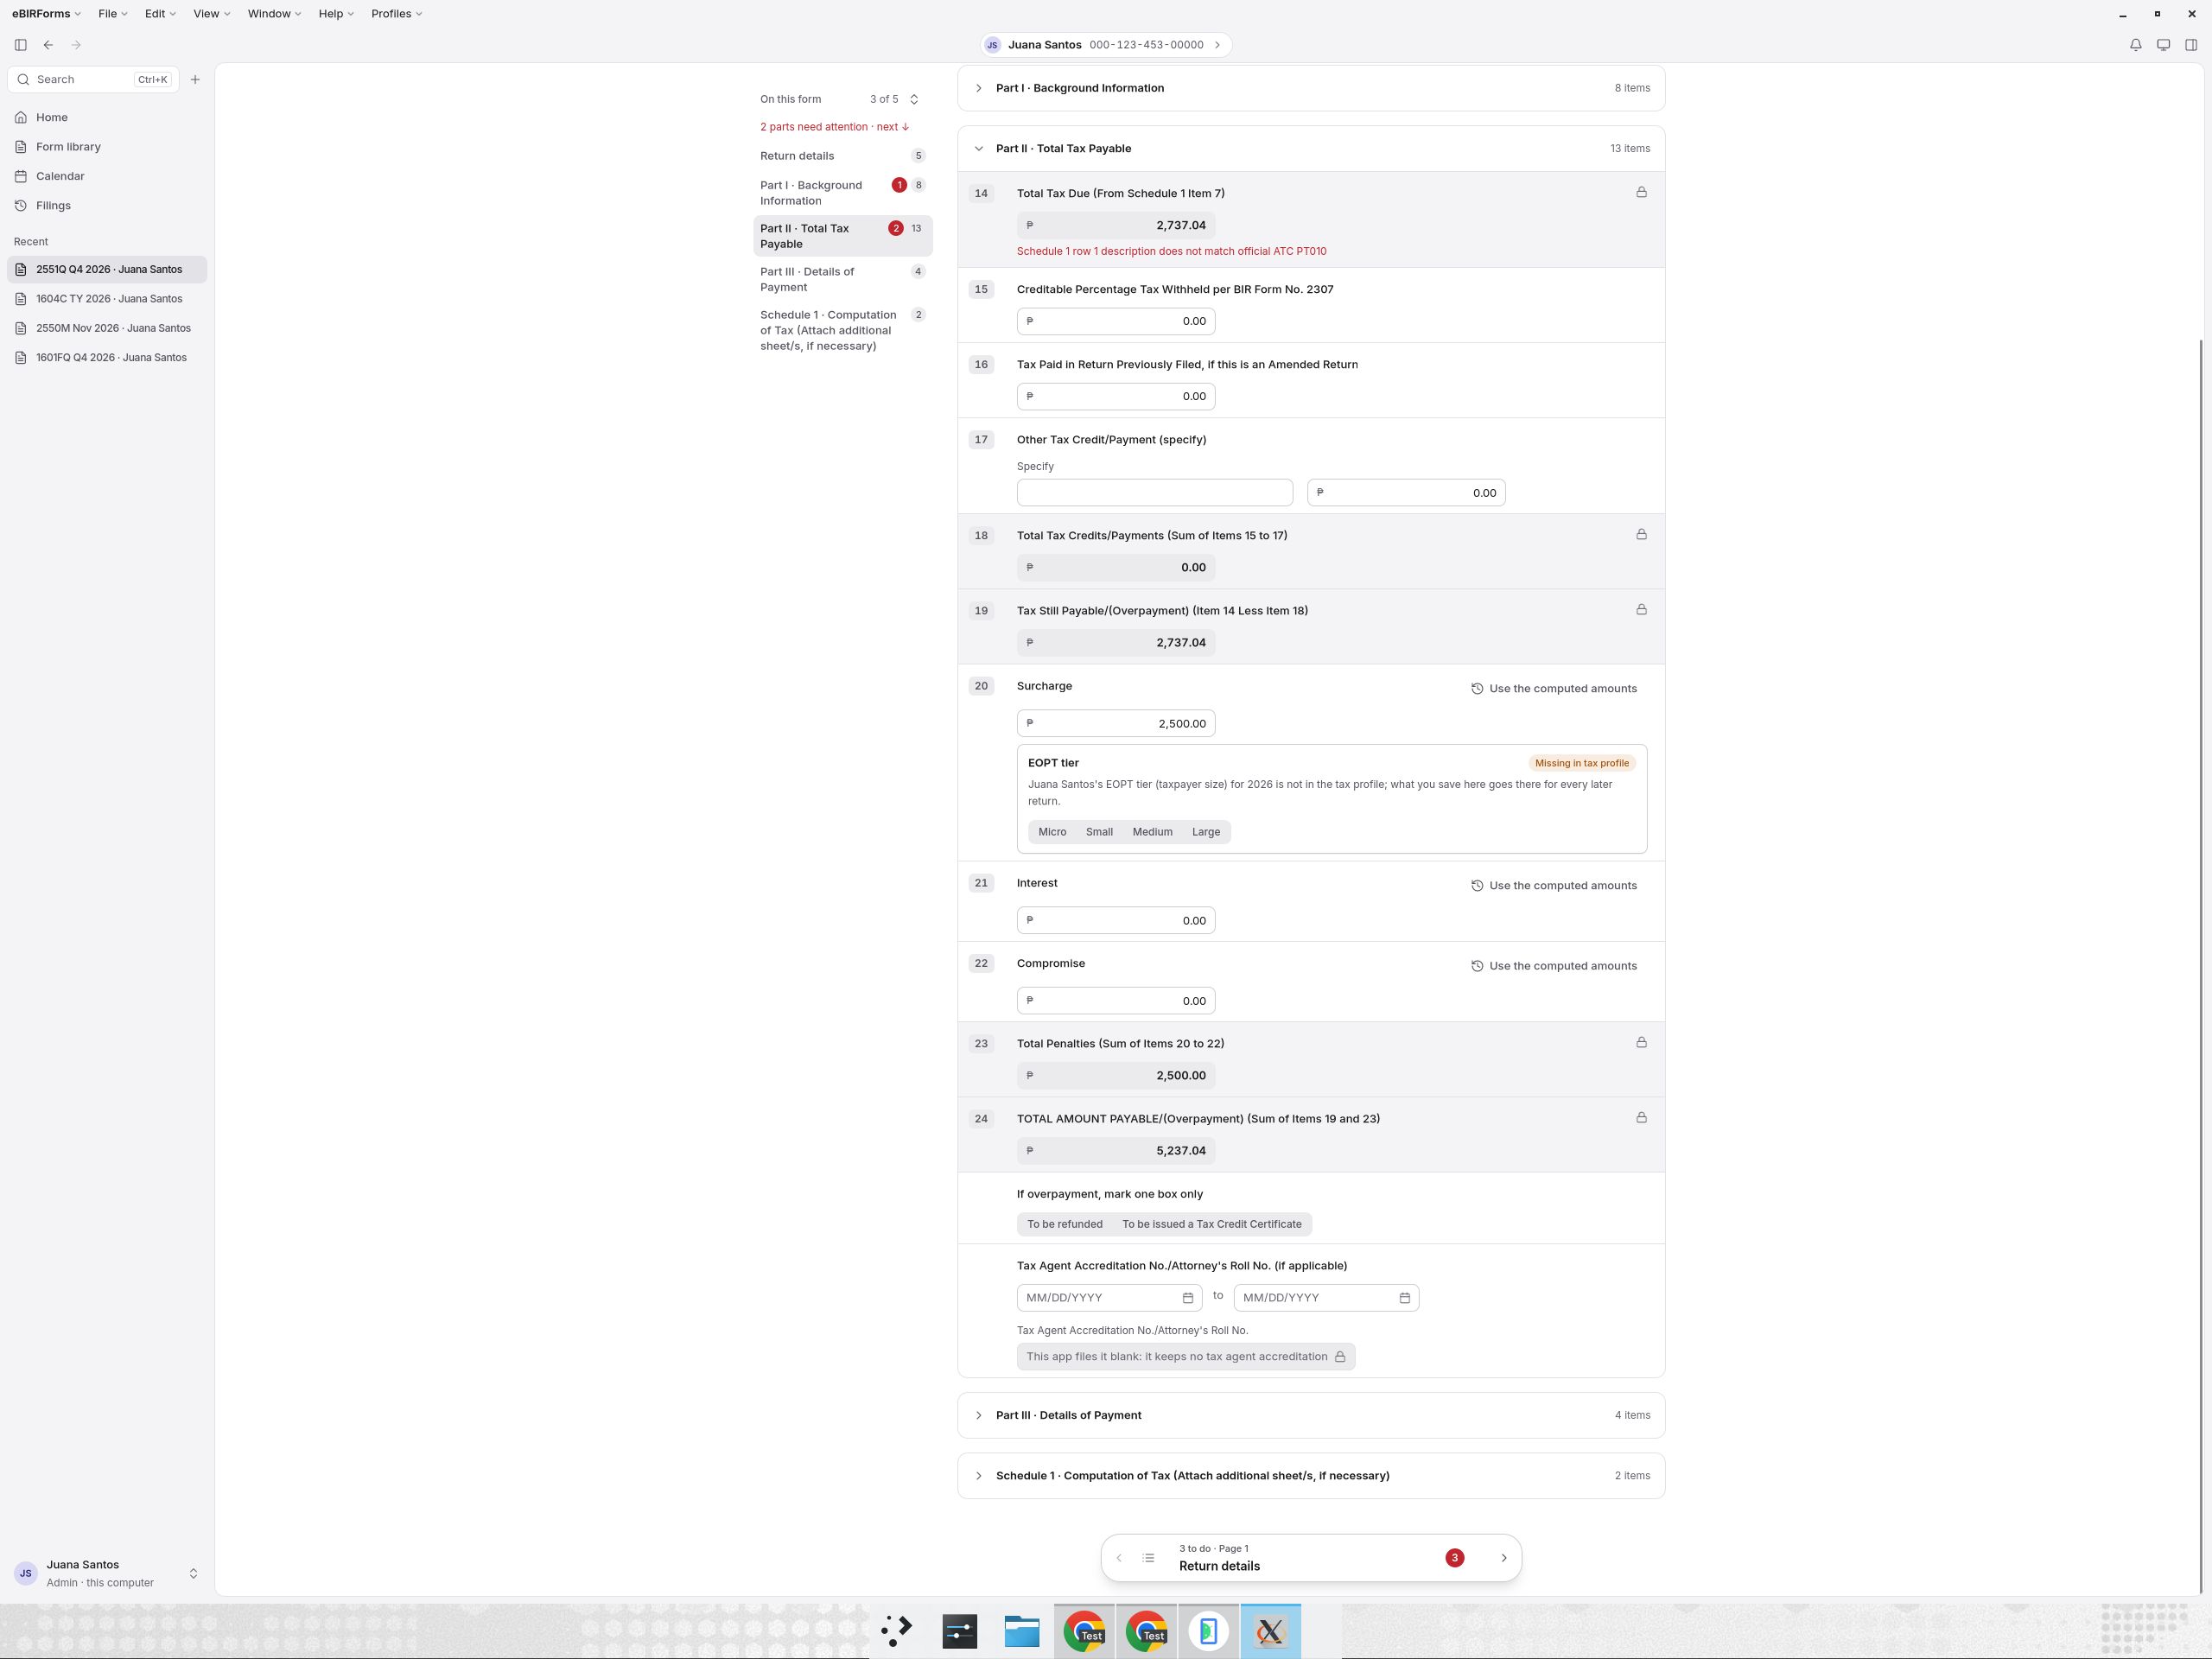 eBIRForms File Edit View Window Help Profiles
JS Juana Santos 000-123-453-00000
Search Ctrl+K
Home
Form library
Calendar
Filings
Recent
2551Q Q4 2026 · Juana Santos
1604C TY 2026 · Juana Santos
2550M Nov 2026 · Juana Santos
1601FQ Q4 2026 · Juana Santos
JS Juana Santos
Admin · this computer
On this form 3 of 5
2 parts need attention · next ↓
Return details 5
Part I · Background 1 8
Information
Part II · Total Tax 2 13
Payable
Part III · Details of 4
Payment
Schedule 1 · Computation 2
of Tax (Attach additional
sheet/s, if necessary)
Part I · Background Information 8 items
Part II · Total Tax Payable 13 items
14 Total Tax Due (From Schedule 1 Item 7)
₱ 2,737.04
Schedule 1 row 1 description does not match official ATC PT010
15 Creditable Percentage Tax Withheld per BIR Form No. 2307
₱ 0.00
16 Tax Paid in Return Previously Filed, if this is an Amended Return
₱ 0.00
17 Other Tax Credit/Payment (specify)
Specify
₱ 0.00
18 Total Tax Credits/Payments (Sum of Items 15 to 17)
₱ 0.00
19 Tax Still Payable/(Overpayment) (Item 14 Less Item 18)
₱ 2,737.04
20 Surcharge Use the computed amounts
₱ 2,500.00
EOPT tier Missing in tax profile
Juana Santos's EOPT tier (taxpayer size) for 2026 is not in the tax profile; what you save here goes there for every later
return.
Micro Small Medium Large
21 Interest Use the computed amounts
₱ 0.00
22 Compromise Use the computed amounts
₱ 0.00
23 Total Penalties (Sum of Items 20 to 22)
₱ 2,500.00
24 TOTAL AMOUNT PAYABLE/(Overpayment) (Sum of Items 19 and 23)
₱ 5,237.04
If overpayment, mark one box only
To be refunded To be issued a Tax Credit Certificate
Tax Agent Accreditation No./Attorney's Roll No. (if applicable)
MM/DD/YYYY to MM/DD/YYYY
Tax Agent Accreditation No./Attorney's Roll No.
This app files it blank: it keeps no tax agent accreditation
Part III · Details of Payment 4 items
Schedule 1 · Computation of Tax (Attach additional sheet/s, if necessary) 2 items
3 to do · Page 1
Return details 3
Test Test